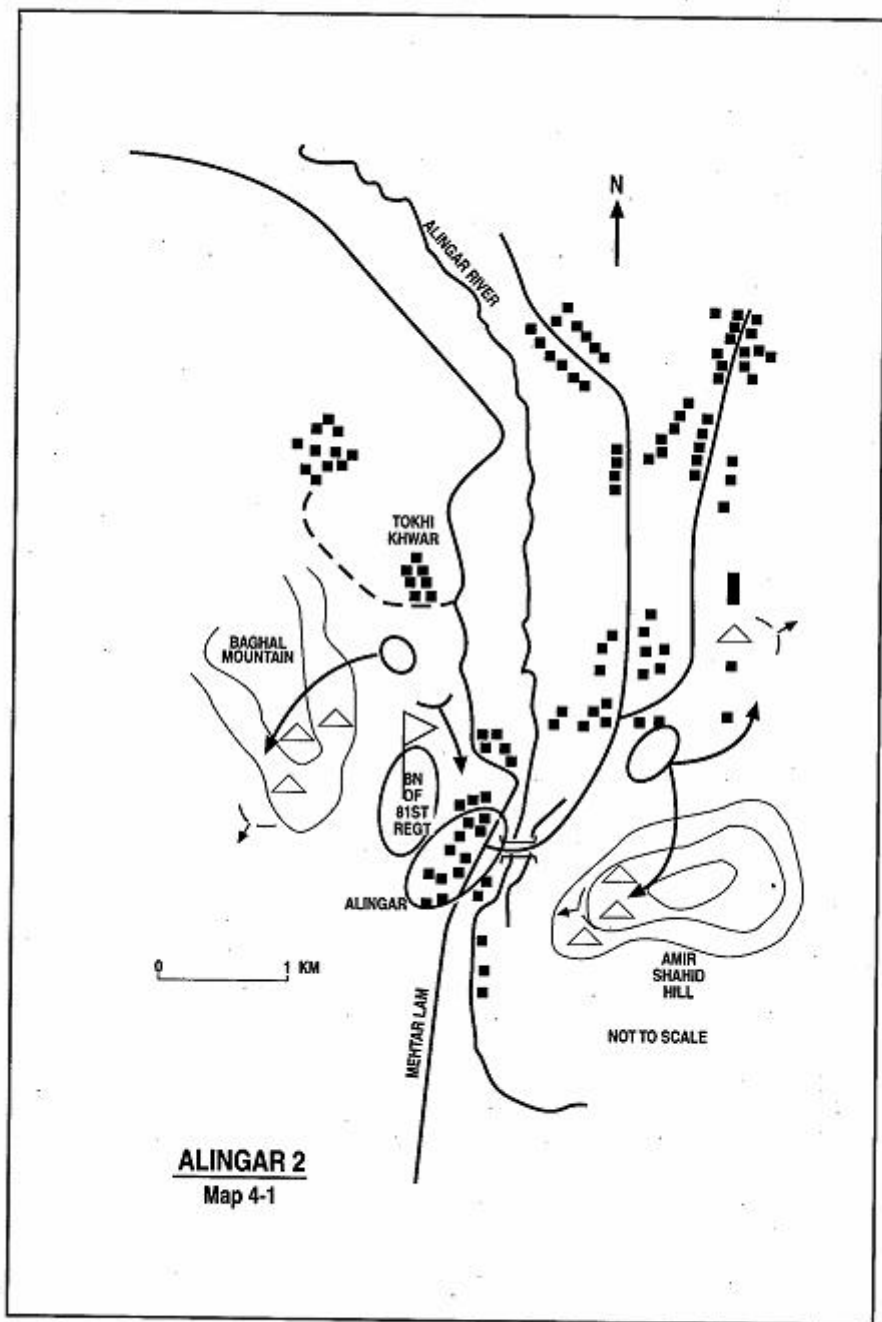 N
ALINGAR RIVER
TOKHI
KHWAR
BAGHAL
MOUNTAIN
BN
OF
81ST
REGT
ALINGAR
0 1 KM
AMIR
SHAHID
HILL
MEHTAR LAM
NOT TO SCALE
ALINGAR 2
Map 4-1